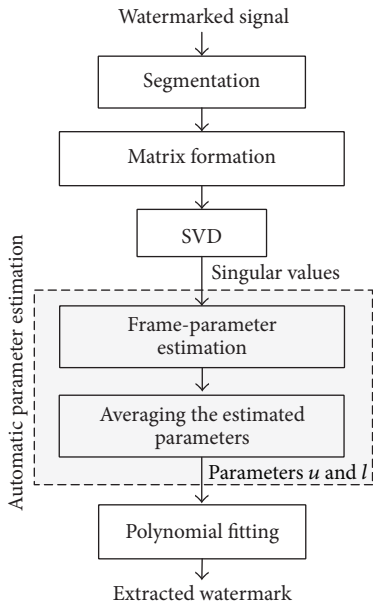 Watermarked signal
Segmentation
Matrix formation
SVD
Singular values
Automatic parameter estimation
Frame-parameter
estimation
Averaging the estimated
parameters
Parameters u and l
Polynomial fitting
Extracted watermark